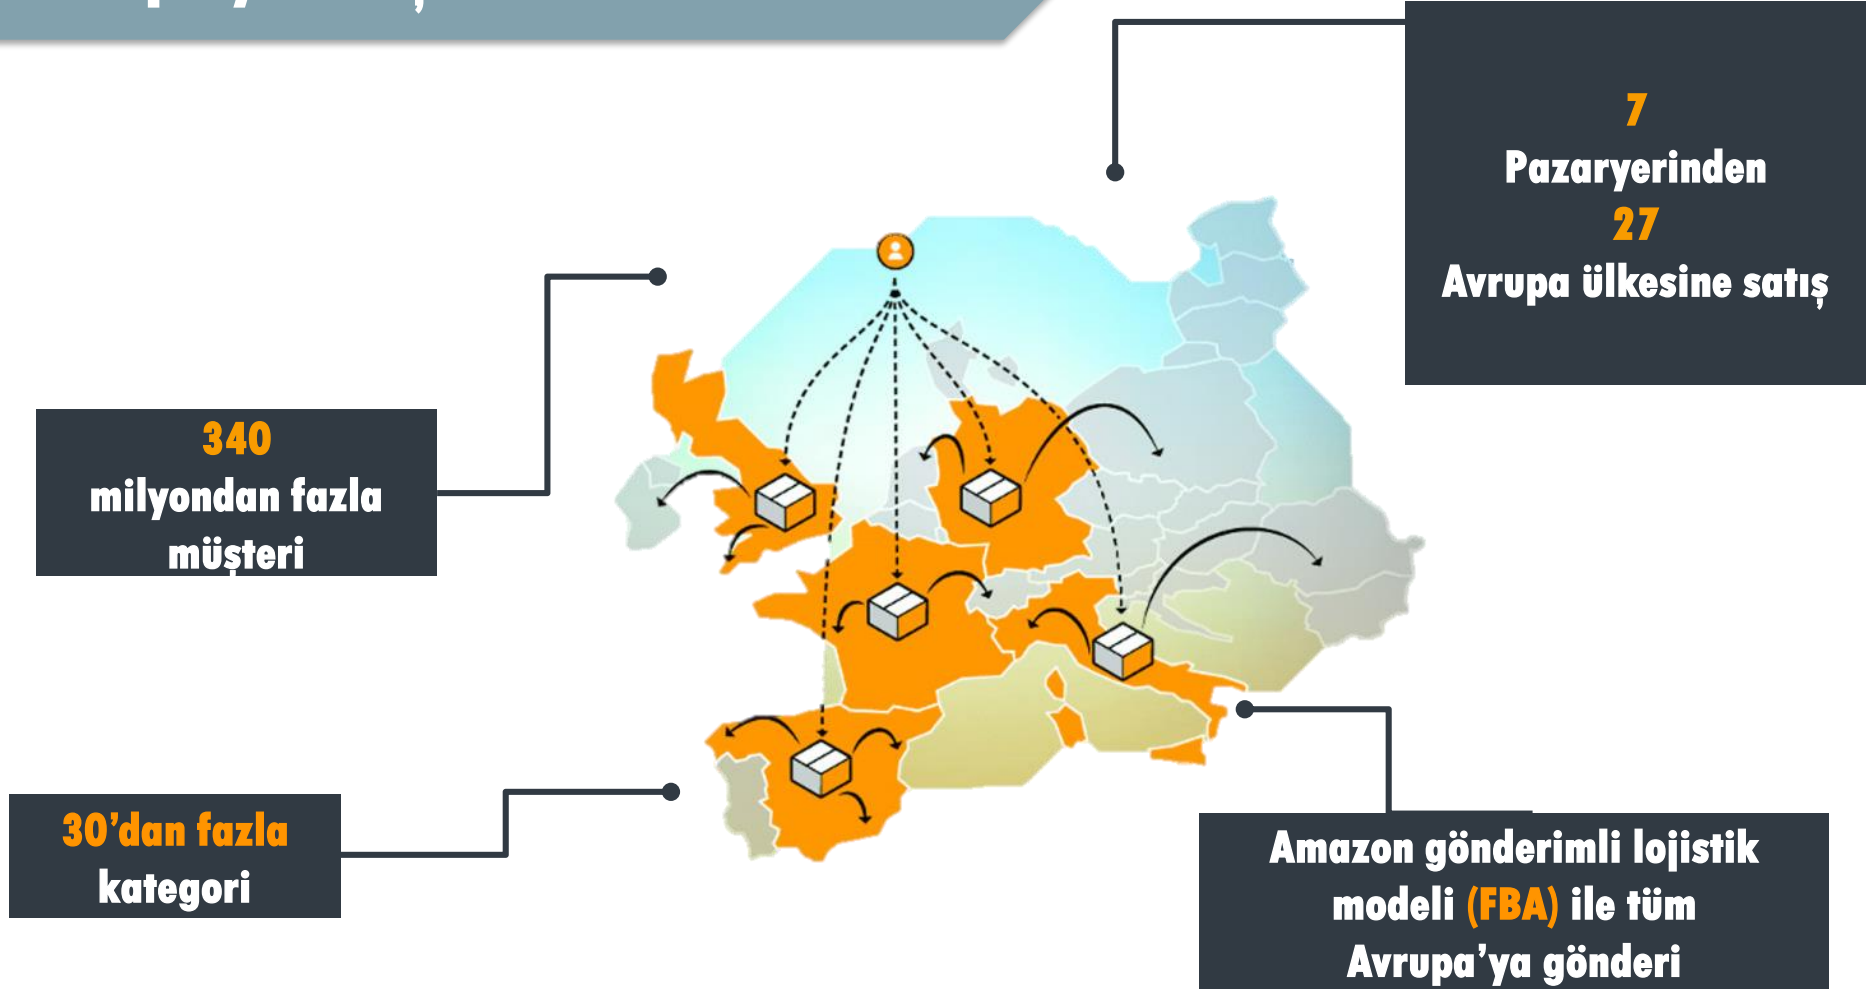 7
Pazaryerinden
27
Avrupa ülkesine satış
340
milyondan fazla
müşteri
30’dan fazla
kategori
Amazon gönderimli lojistik
modeli (FBA) ile tüm
Avrupa’ya gönderi